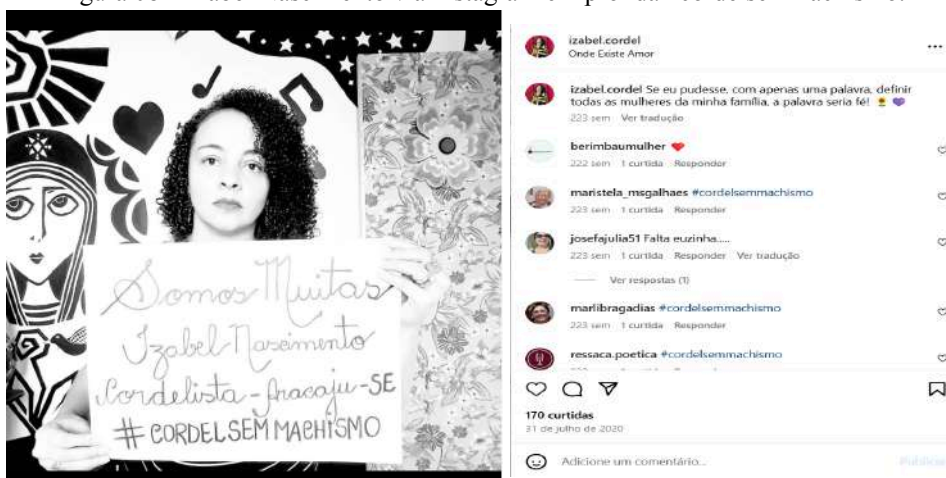 izabel.cordel
Onde Existe Amor
izabel.cordel Se eu pudesse, com apenas uma palavra, definir
todas as mulheres da minha família, a palavra seria fé!
223 sem Ver tradução
berimbaumulher
222 sem 1 curtida Responder
maristela_msgalhaes #cordelsemmachismo
223 sem 1 curtida Responder
josefajulia51 Falta euzinha.....
223 sem 1 curtida Responder Ver tradução
Ver respostas (1)
marlibragadias #cordelsemmachismo
223 sem 1 curtida Responder
ressaca.poetica #cordelsemmachismo
170 curtidas
31 de julho de 2020
Adicione um comentário...
Publicar
Somos Muitas
Izabel Nascimento
Cordelista - Aracaju - SE
# CORDELSEMMACHISMO